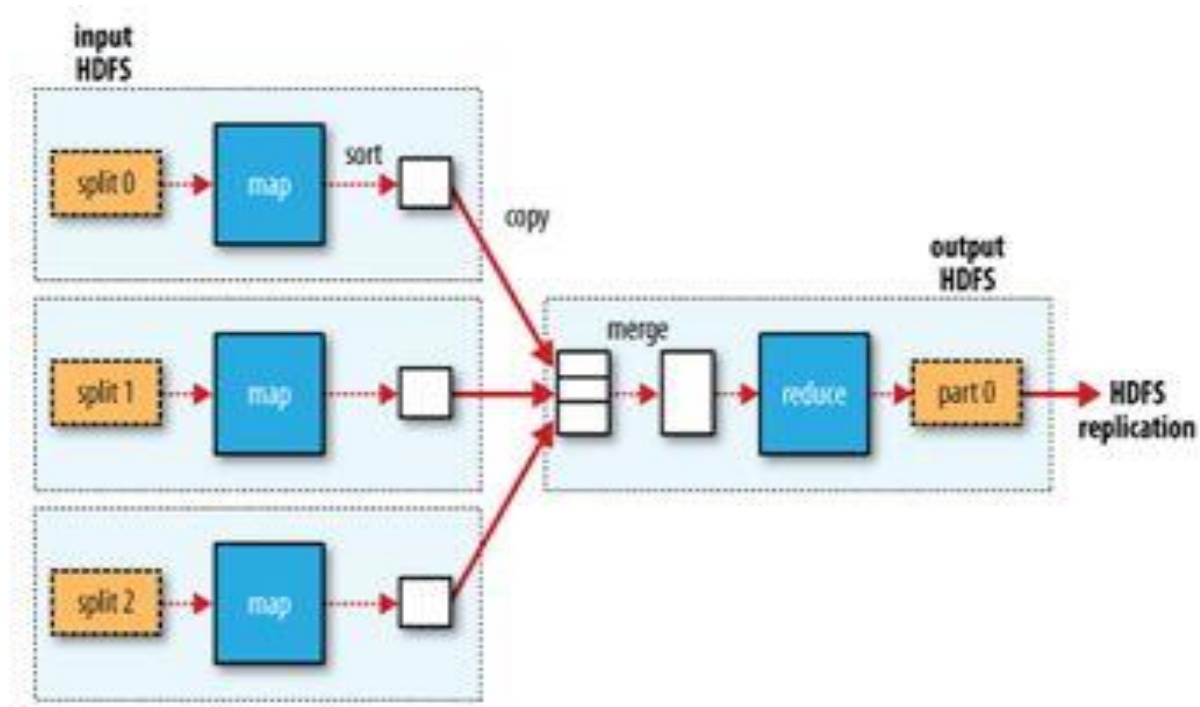 input
HDFS
split 0
map
sort
copy
split 1
map
split 2
map
merge
reduce
output
HDFS
part 0
HDFS
replication